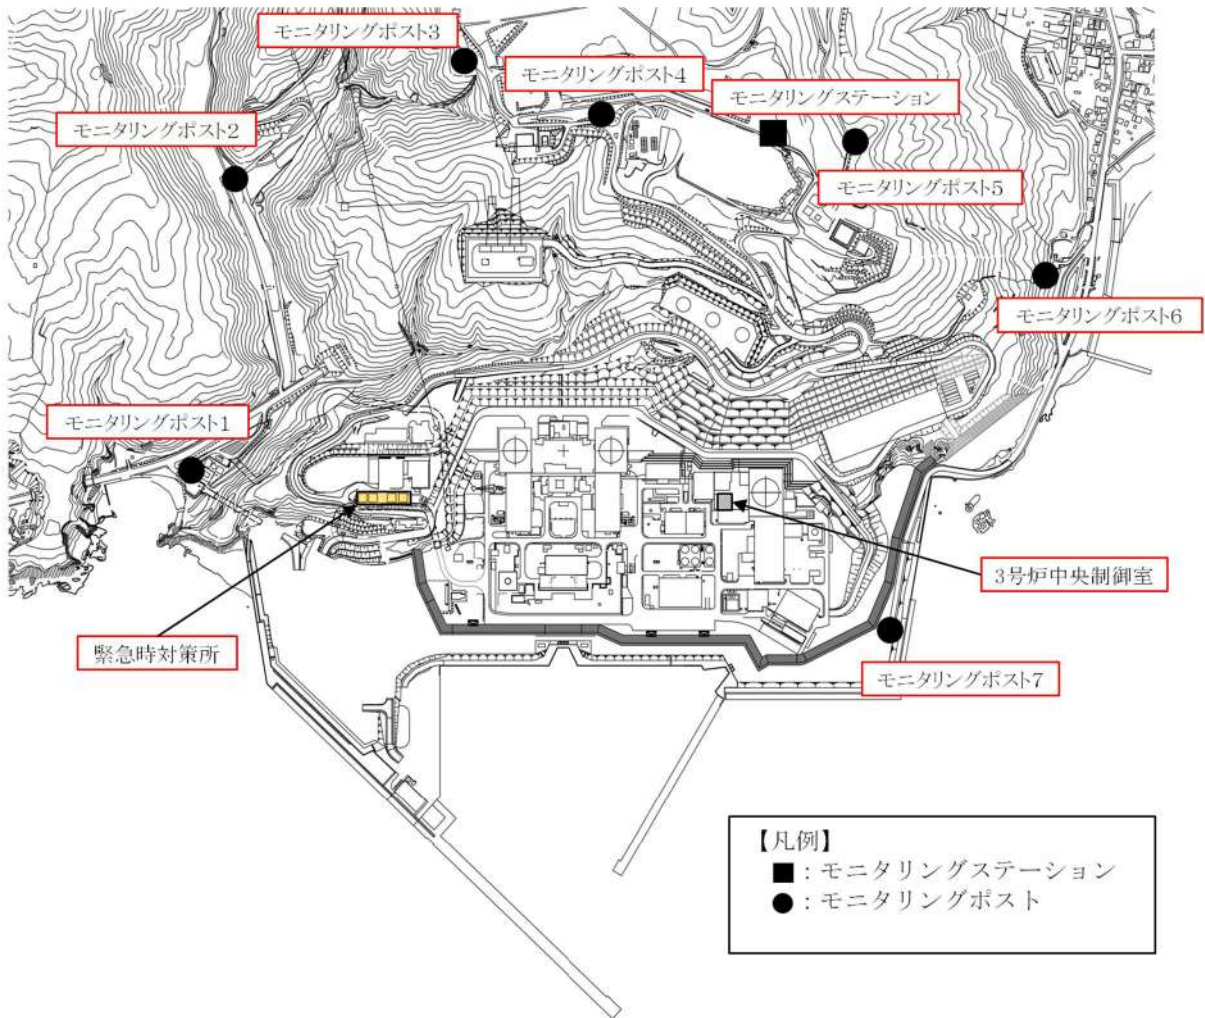 モニタリングポスト3
モニタリングポスト4
モニタリングステーション
モニタリングポスト2
モニタリングポスト5
モニタリングポスト6
モニタリングポスト1
3号炉中央制御室
緊急時対策所
モニタリングポスト7
【凡例】
■：モニタリングステーション
●：モニタリングポスト